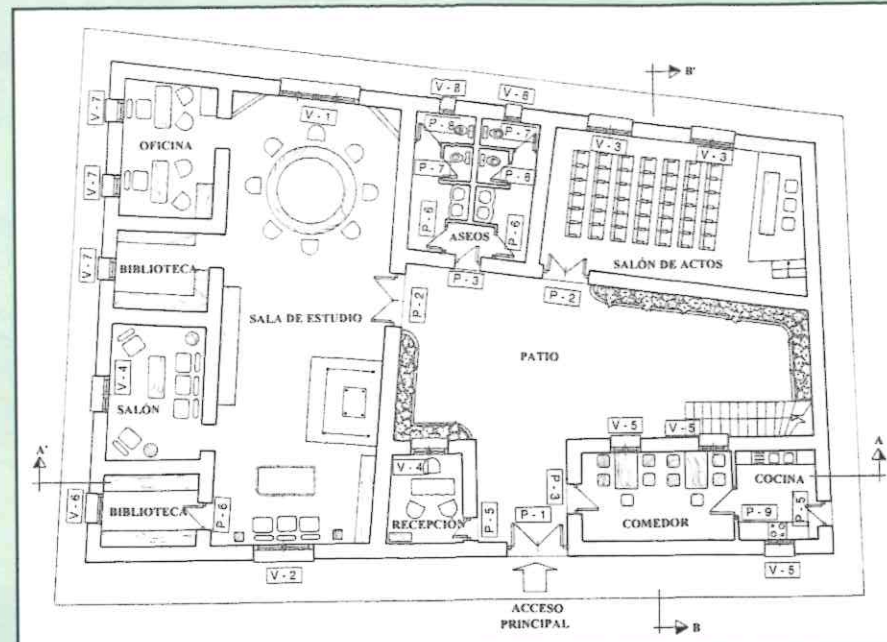 B'
V-8
V-8
V-7
V-1
P-8
P-7
OFICINA
P-7
P-8
V-3
V-3
V-7
P-6
P-6
ASEOS
V-7
BIBLIOTECA
SALÓN DE ACTOS
P-3
P-2
P-2
SALA DE ESTUDIO
PATIO
V-4
SALÓN
V-5
V-5
A'
A
V-4
P-3
COCINA
V-6
BIBLIOTECA
P-6
RECEPCIÓN
P-5
P-1
COMEDOR
P-9
P-5
V-2
V-5
ACCESO
PRINCIPAL
B